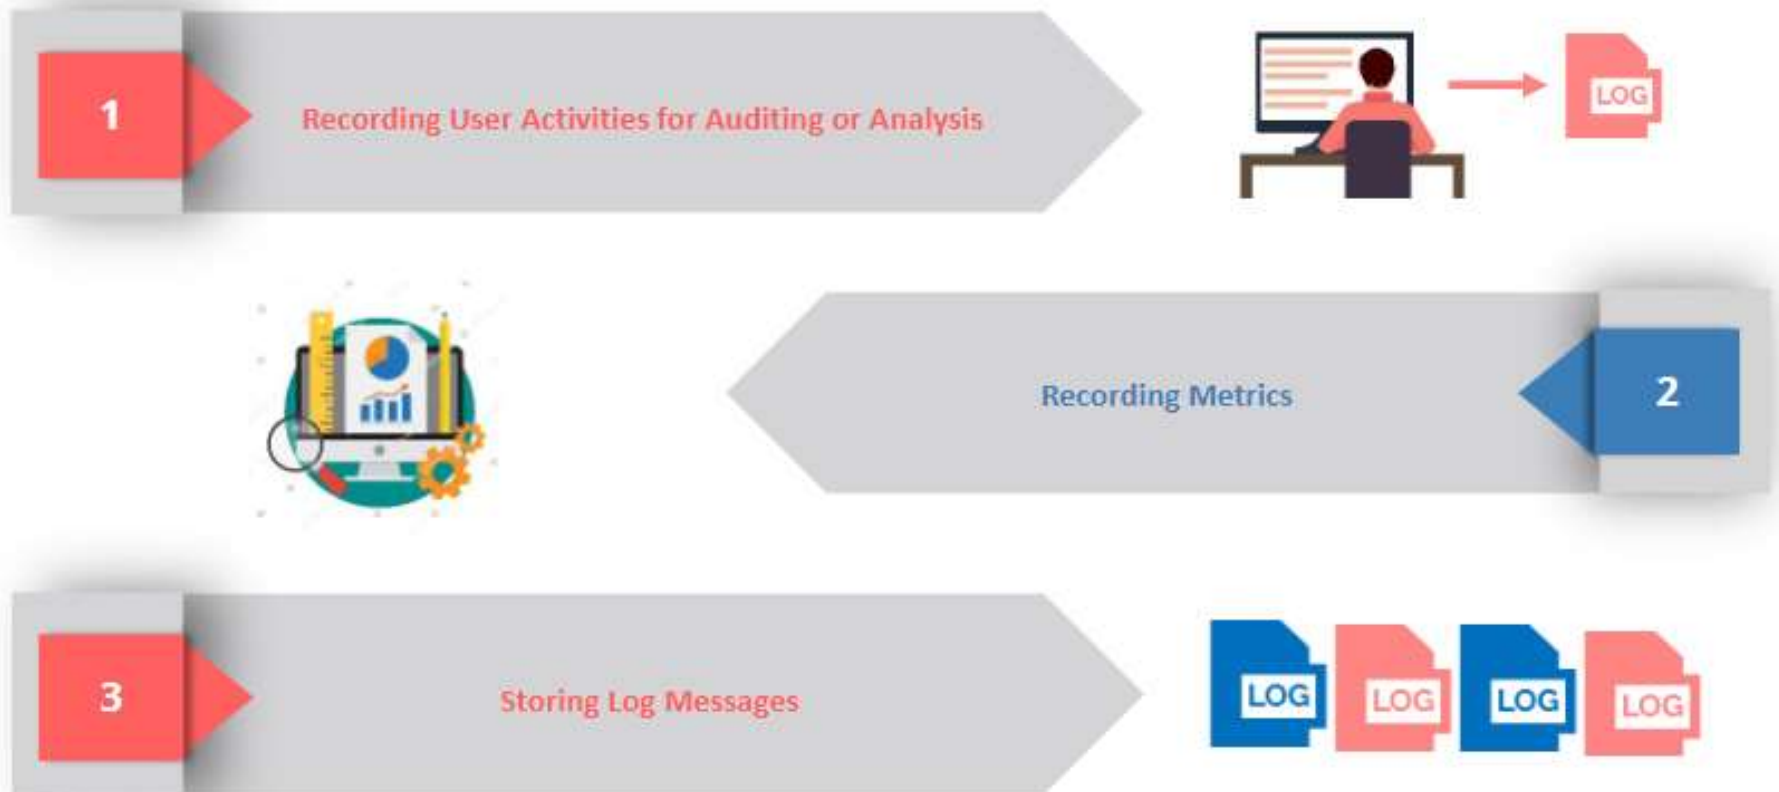 1
Recording User Activities for Auditing or Analysis
LOG
Recording Metrics
2
3
Storing Log Messages
LOG
LOG
LOG
LOG